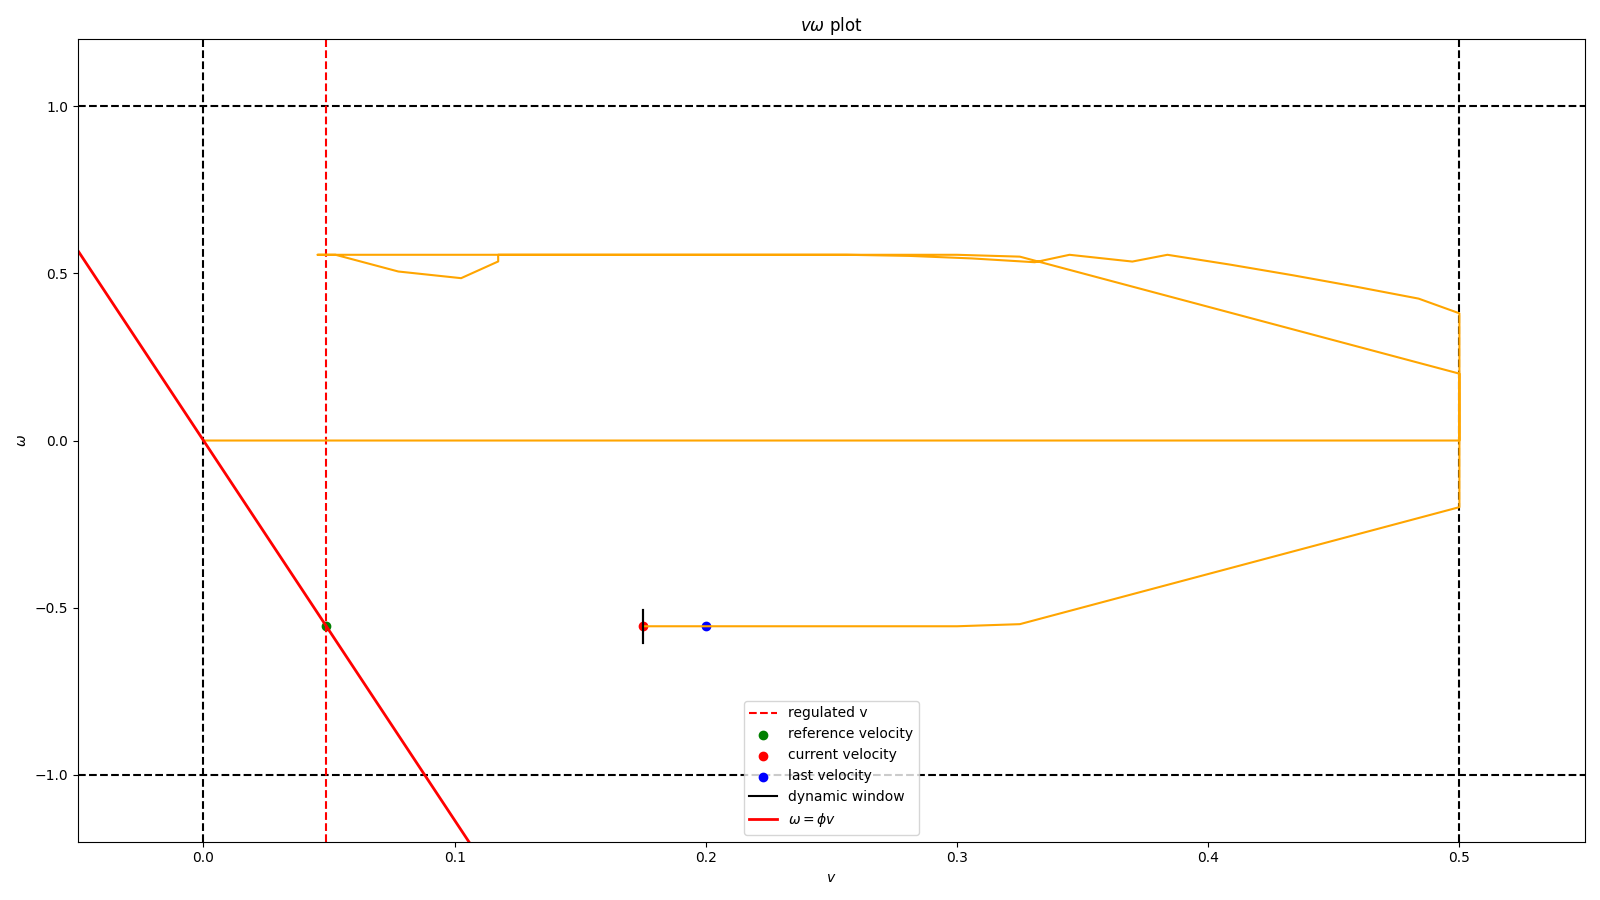 vω plot
1.0
0.5
0.0
−0.5
−1.0
ω
0.0 0.1 0.2 0.3 0.4 0.5
v
regulated v
reference velocity
current velocity
last velocity
dynamic window
ω = ϕv